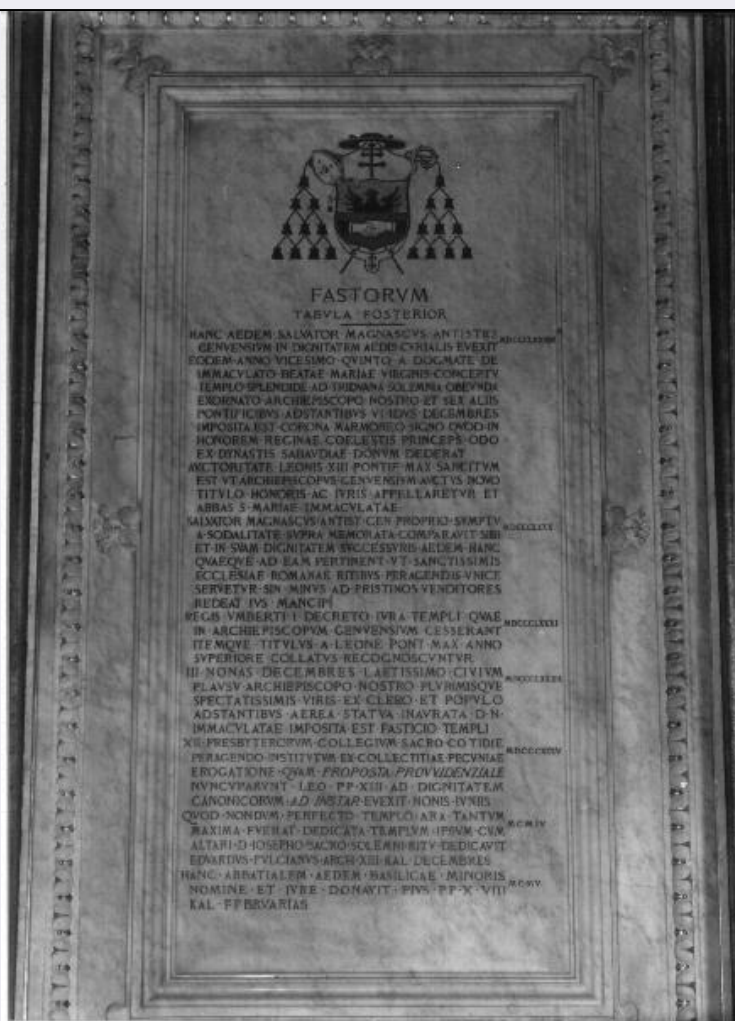 FASTORVM
TABVLA POSTERIOR
HANC AEDEM SALVATOR MAGNASCVS ANTISTES
GENVENSIVM IN DIGNITATEM AEDIS CVRIALIS EVEXIT
EODEM ANNO VICESIMO QVINTO A DOGMATE DE
IMMACVLATO BEATAE MARIAE VIRGINIS CONCEPTV
TEMPLO SPLENDIDE AD TRIDVANA SOLEMNIA OBEVNDA
EXORNATO ARCHIEPISCOPO NOSTRO ET SEX ALIIS
PONTIFICIBVS ADSTANTIBVS VI IDVS DECEMBRES
IMPOSITA EST CORONA MARMOREO SIGNO QVOD IN
HONOREM REGINAE COELESTIS PRINCEPS ODO
EX DYNASTIS SABAVDIAE DONVM DEDERAT
AVCTORITATE LEONIS XIII PONTIF MAX SANCITVM
EST VT ARCHIEPISCOPVS GENVENSIVM AVCTVS NOVO
TITVLO HONORIS AC IVRIS APPELLARETVR ET
ABBAS S MARIAE IMMACVLATAE
SALVATOR MAGNASCVS ANTIST GEN PROPRIO SVMPTV MDCCCLXXX
A SODALITATE SVPRA MEMORATA COMPARAVIT SIBI
ET IN SVAM DIGNITATEM SVCCESSVRIS AEDEM HANC
QVAEQVE AD EAM PERTINENT VT SANCTISSIMIS
ECCLESIAE ROMANAE RITIBVS PERAGENDIS VNICE
SERVETVR SIN MINVS AD PRISTINOS VENDITORES
REDEAT IVS MANCIPI
REGIS VMBERTI I DECRETO IVRA TEMPLI QVAE MDCCCLXXXI
IN ARCHIEPISCOPVM GENVENSIVM CESSERANT
ITEMQVE TITVLVS A LEONE PONT MAX ANNO
SVPERIORE COLLATVS RECOGNOSCVNTVR
III NONAS DECEMBRES LAETISSIMO CIVIVM
PLAVSV ARCHIEPISCOPO NOSTRO PLVRIMISQVE
SPECTATISSIMIS VIRIS EX CLERO ET POPVLO
ADSTANTIBVS AEREA STATVA INAVRATA D N
IMMACVLATAE IMPOSITA EST FASTIGIO TEMPLI
XII PRESBYTERORVM COLLEGIVM SACRO COTIDIE
PERAGENDO INSTITVTVM EX COLLECTITIAE PECVNIAE
EROGATIONE QVAM PROPOSTA PROVVIDENZIALE
NVNCVPARVNT LEO PP XIII AD DIGNITATEM
CANONICORVM AD INSTAR EVEXIT NONIS IVNIIS
QVOD NONDVM PERFECTO TEMPLO ARA TANTVM MCMIV
MAXIMA FVERAT DEDICATA TEMPLVM IPSVM CVM
ALTARI D IOSEPHO SACRO SOLEMNI RITV DEDICAVIT
EDVARDVS PVLCIANVS ARCH XIII KAL DECEMBRES
HANC ABBATIALEM AEDEM BASILICAE MINORIS
NOMINE ET IVRE DONAVIT PIVS PP X VIII
KAL FEBRVARIAS